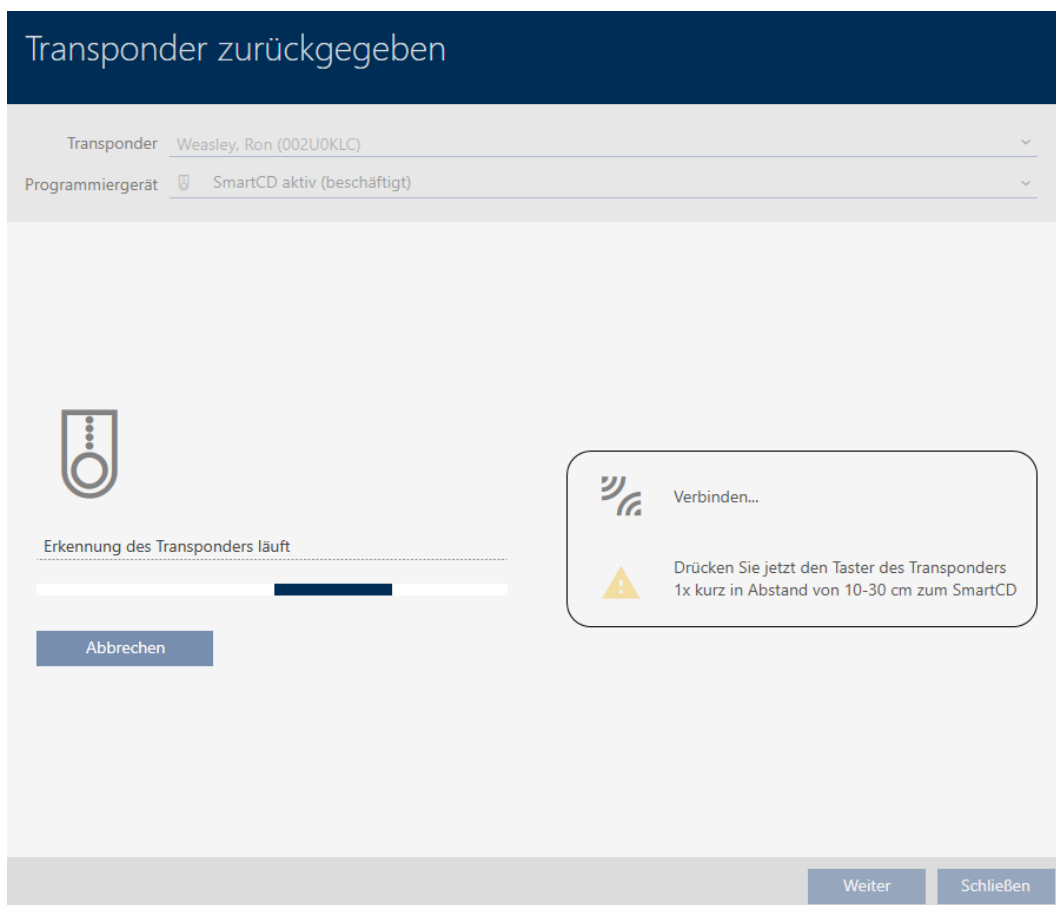 Transponder zurückgegeben
Transponder Weasley, Ron (002U0KLC)
Programmiergerät SmartCD aktiv (beschäftigt)
Verbinden...
Erkennung des Transponders läuft
Drücken Sie jetzt den Taster des Transponders
1x kurz in Abstand von 10-30 cm zum SmartCD
Abbrechen
Weiter Schließen